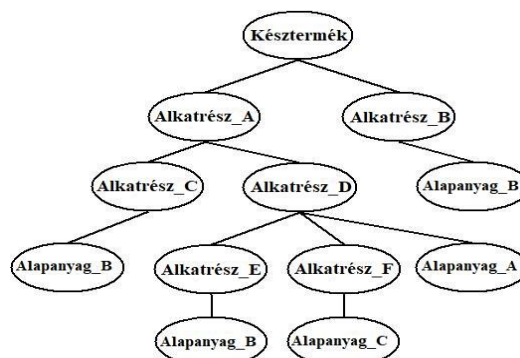 Késztermék
Alkatrész_A
Alkatrész_B
Alkatrész_C
Alkatrész_D
Alapanyag_B
Alapanyag_B
Alkatrész_E
Alkatrész_F
Alapanyag_A
Alapanyag_B
Alapanyag_C